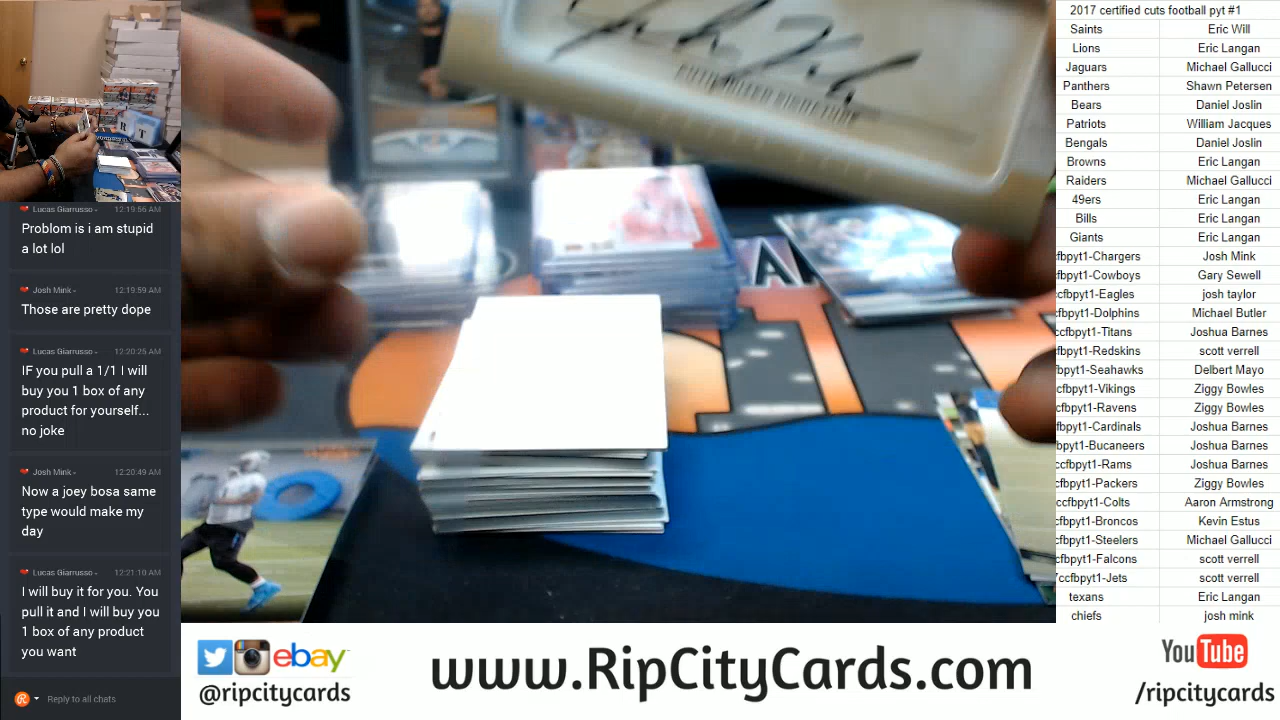 Lucas Giarrusso 12:19:56 AM
Problom is i am stupid
a lot lol
Josh Mink 12:19:59 AM
Those are pretty dope
Lucas Giarrusso 12:20:25 AM
IF you pull a 1/1 I will
buy you 1 box of any
product for yourself...
no joke
Josh Mink 12:20:49 AM
Now a joey bosa same
type would make my
day
Lucas Giarrusso 12:21:10 AM
I will buy it for you. You
pull it and I will buy you
1 box of any product
you want
Reply to all chats
2017 certified cuts football pyt #1
Saints Eric Will
Lions Eric Langan
Jaguars Michael Gallucci
Panthers Shawn Petersen
Bears Daniel Joslin
Patriots William Jacques
Bengals Daniel Joslin
Browns Eric Langan
Raiders Michael Gallucci
49ers Eric Langan
Bills Eric Langan
Giants Eric Langan
cfbpyt1-Chargers Josh Mink
cfbpyt1-Cowboys Gary Sewell
ccfbpyt1-Eagles josh taylor
cfbpyt1-Dolphins Michael Butler
ccfbpyt1-Titans Joshua Barnes
cfbpyt1-Redskins scott verrell
fbpyt1-Seahawks Delbert Mayo
cfbpyt1-Vikings Ziggy Bowles
cfbpyt1-Ravens Ziggy Bowles
cfbpyt1-Cardinals Joshua Barnes
fbpyt1-Bucaneers Joshua Barnes
ccfbpyt1-Rams Joshua Barnes
cfbpyt1-Packers Ziggy Bowles
ccfbpyt1-Colts Aaron Armstrong
cfbpyt1-Broncos Kevin Estus
cfbpyt1-Steelers Michael Gallucci
cfbpyt1-Falcons scott verrell
7ccfbpyt1-Jets scott verrell
texans Eric Langan
chiefs josh mink
A
T
ebay
@ripcitycards
www.RipCityCards.com
YouTube
/ripcitycards